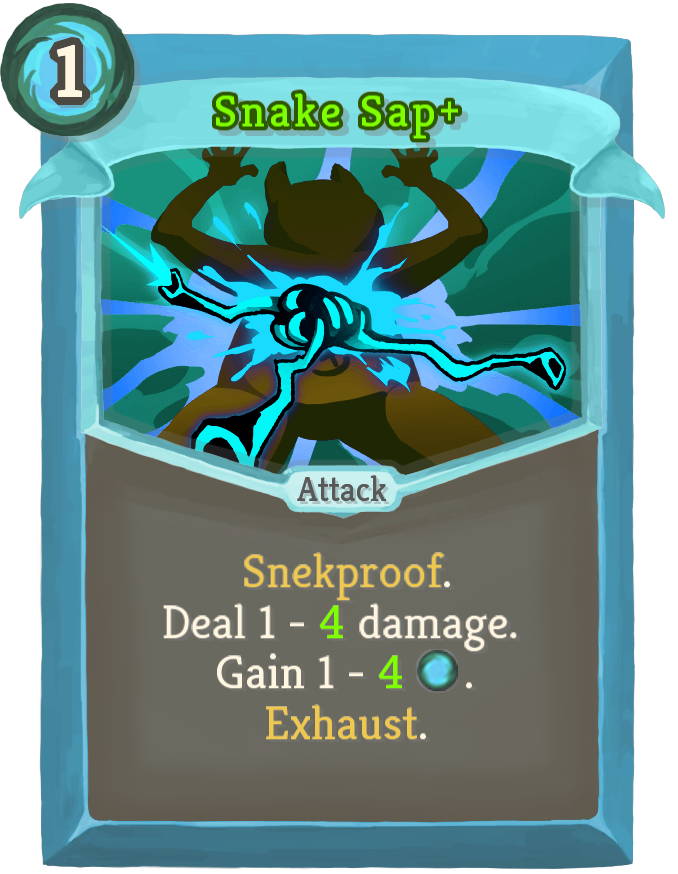 1
Snake Sap+
Attack
Snekproof.
Deal 1 - 4 damage.
Gain 1 - 4 .
Exhaust.